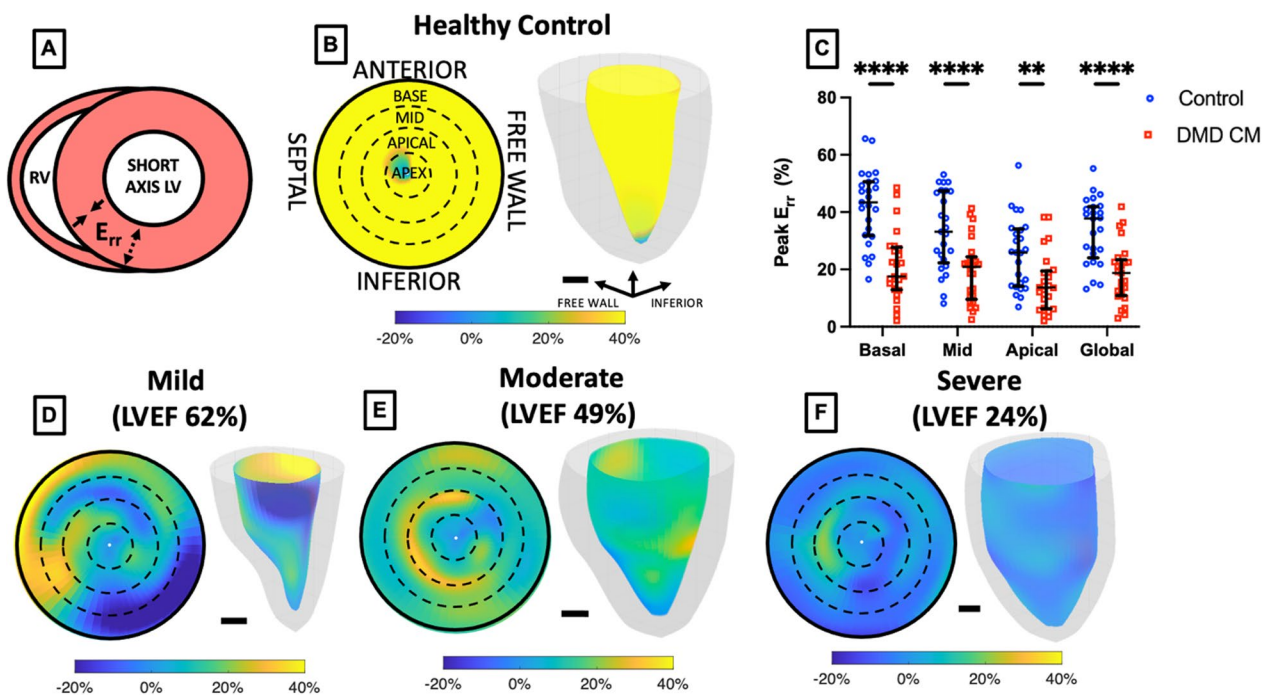 A
RV
SHORT
AXIS LV
Err
Healthy Control
B
ANTERIOR
BASE
MID
APICAL
APEX
SEPTAL
FREE WALL
INFERIOR
FREE WALL
INFERIOR
-20% 0% 20% 40%
C
**** **** ** ****
Peak Err (%)
80
60
40
20
0
Basal Mid Apical Global
Control
DMD CM
Mild
(LVEF 62%)
D
-20% 0% 20% 40%
Moderate
(LVEF 49%)
E
-20% 0% 20% 40%
Severe
(LVEF 24%)
F
-20% 0% 20% 40%